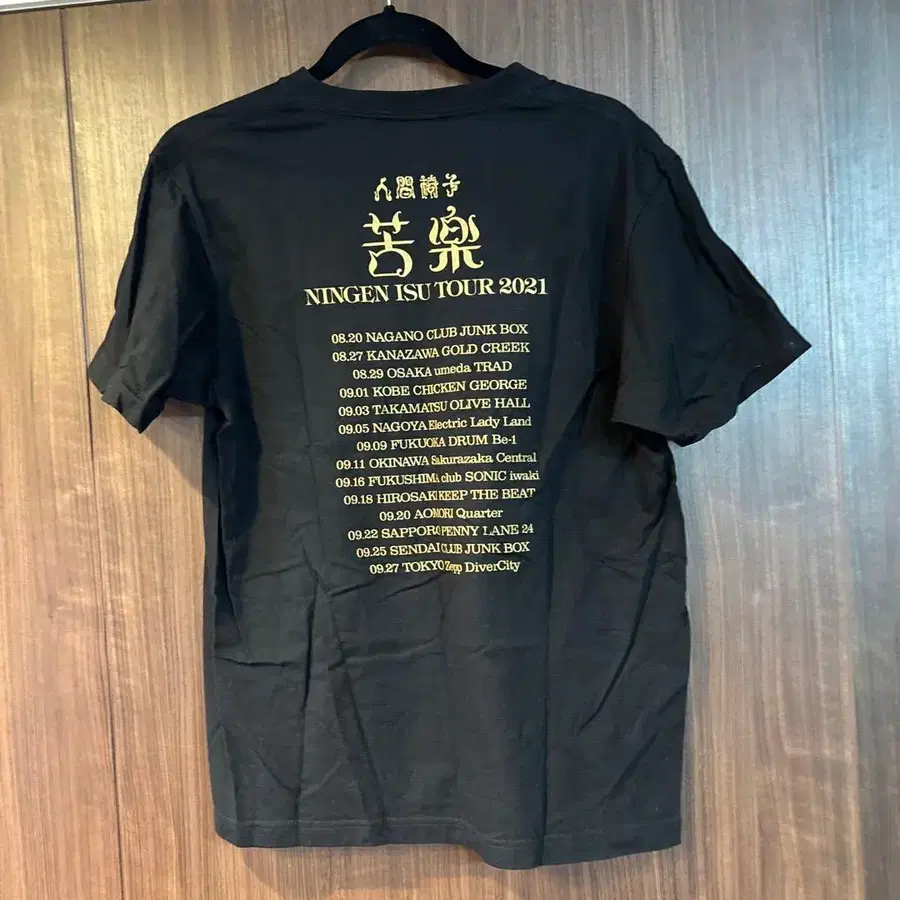 人間椅子
苦楽
NINGEN ISU TOUR 2021
08.20 NAGANO CLUB JUNK BOX
08.27 KANAZAWA GOLD CREEK
08.29 OSAKA umeda TRAD
09.01 KOBE CHICKEN GEORGE
09.03 TAKAMATSU OLIVE HALL
09.05 NAGOYA Electric Lady Land
09.09 FUKUOKA DRUM Be-1
09.11 OKINAWA Sakurazaka Central
09.16 FUKUSHIMA club SONIC iwaki
09.18 HIROSAKI KEEP THE BEAT
09.20 AOMORI Quarter
09.22 SAPPORO PENNY LANE 24
09.25 SENDAI CLUB JUNK BOX
09.27 TOKYO Zepp DiverCity